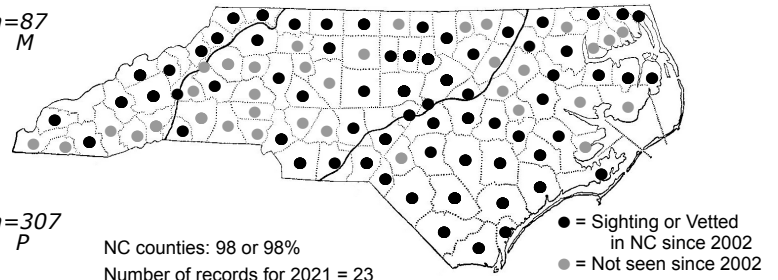 n=87
M
n=307
P
NC counties: 98 or 98%
Number of records for 2021 = 23
● = Sighting or Vetted
in NC since 2002
● = Not seen since 2002